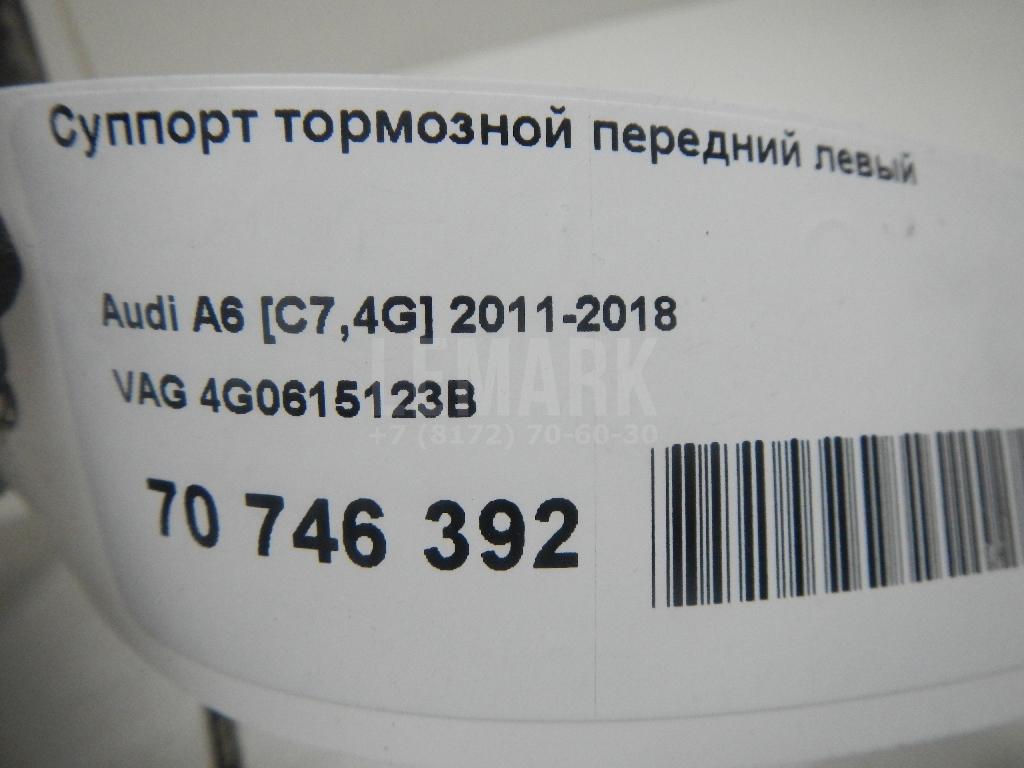 Суппорт тормозной передний левый
Audi A6 [C7,4G] 2011-2018
LEMARK
VAG 4G0615123B
+7 (8172) 70-60-30
70 746 392